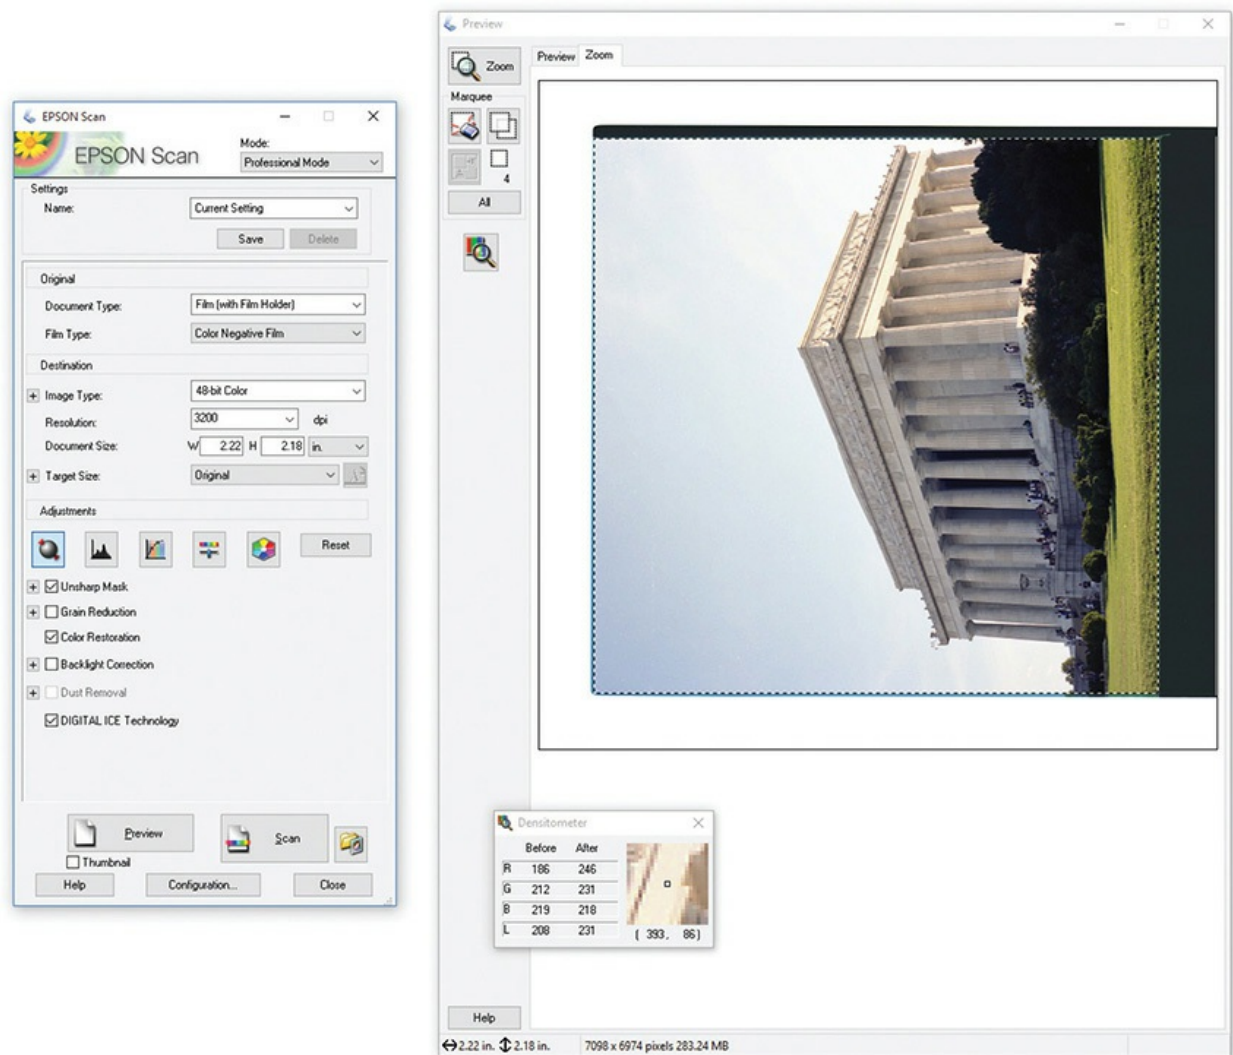 EPSON Scan
EPSON Scan
Mode:
Professional Mode
Settings
Name:
Current Setting
Save
Delete
Original
Document Type:
Film (with Film Holder)
Film Type:
Color Negative Film
Destination
Image Type:
48-bit Color
Resolution:
3200
dpi
Document Size:
W 2.22 H 2.18 in.
Target Size:
Original
Adjustments
Reset
Unsharp Mask
Grain Reduction
Color Restoration
Backlight Correction
Dust Removal
DIGITAL ICE Technology
Preview
Scan
Thumbnail
Help
Configuration...
Close
Preview
Zoom
Preview
Zoom
Marquee
4
All
Densitometer
Before After
R 186 246
G 212 231
B 219 218
L 208 231
( 393, 86)
Help
2.22 in. 2.18 in. 7098 x 6974 pixels 283.24 MB